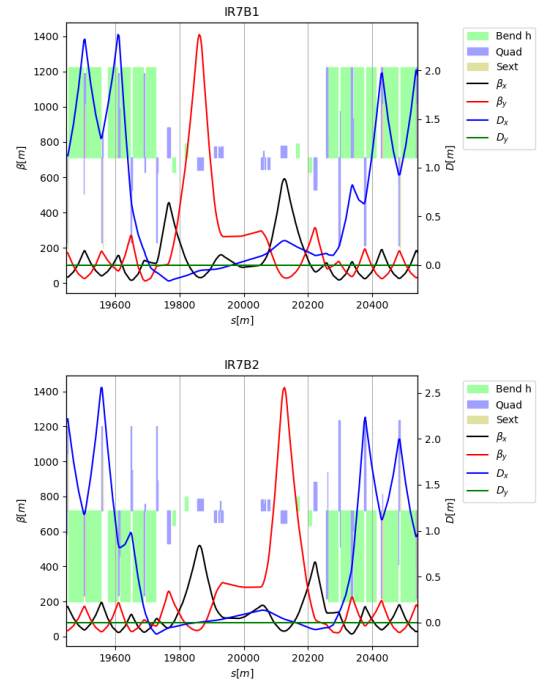 IR7B1
1400
1200
1000
800
600
400
200
0
β[m]
2.0
1.5
1.0
0.5
0.0
D[m]
19600
19800
20000
20200
20400
s[m]
Bend h
Quad
Sext
βx
βy
Dx
Dy
IR7B2
1400
1200
1000
800
600
400
200
0
β[m]
2.5
2.0
1.5
1.0
0.5
0.0
D[m]
19600
19800
20000
20200
20400
s[m]
Bend h
Quad
Sext
βx
βy
Dx
Dy